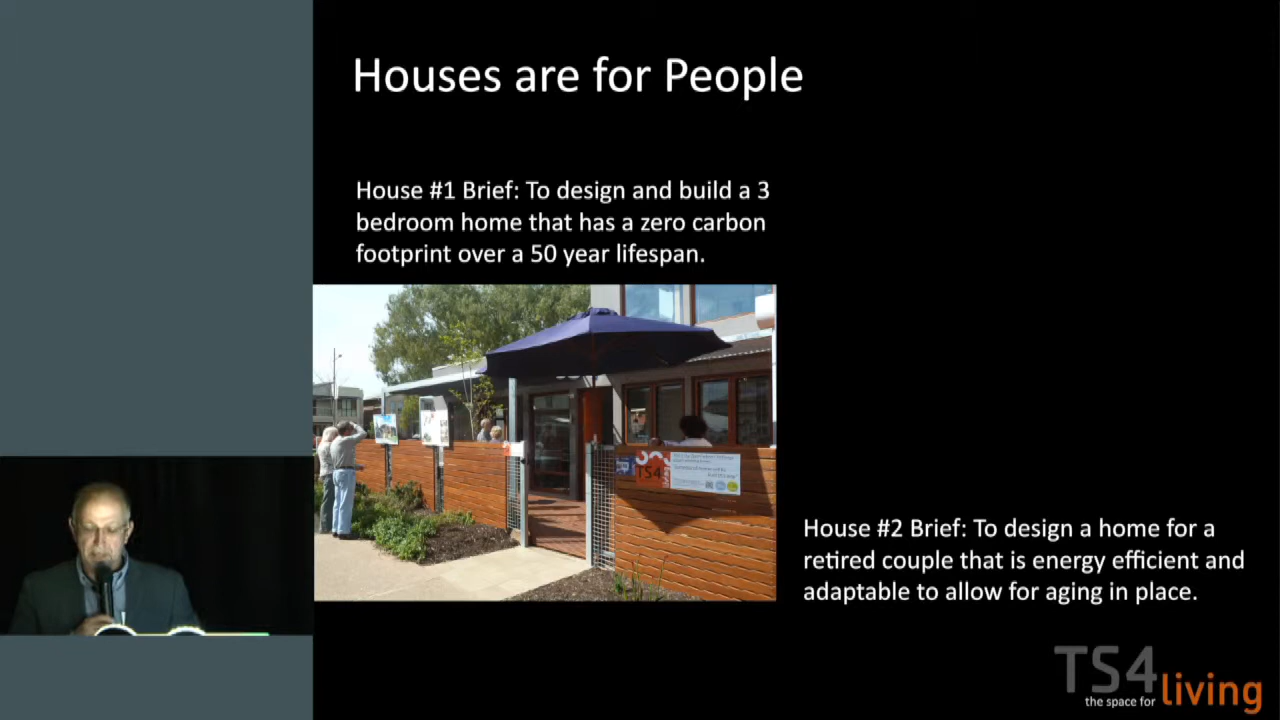 Houses are for People
House #1 Brief: To design and build a 3
bedroom home that has a zero carbon
footprint over a 50 year lifespan.
TS4
House #2 Brief: To design a home for a
retired couple that is energy efficient and
adaptable to allow for aging in place.
TS4
the space for living